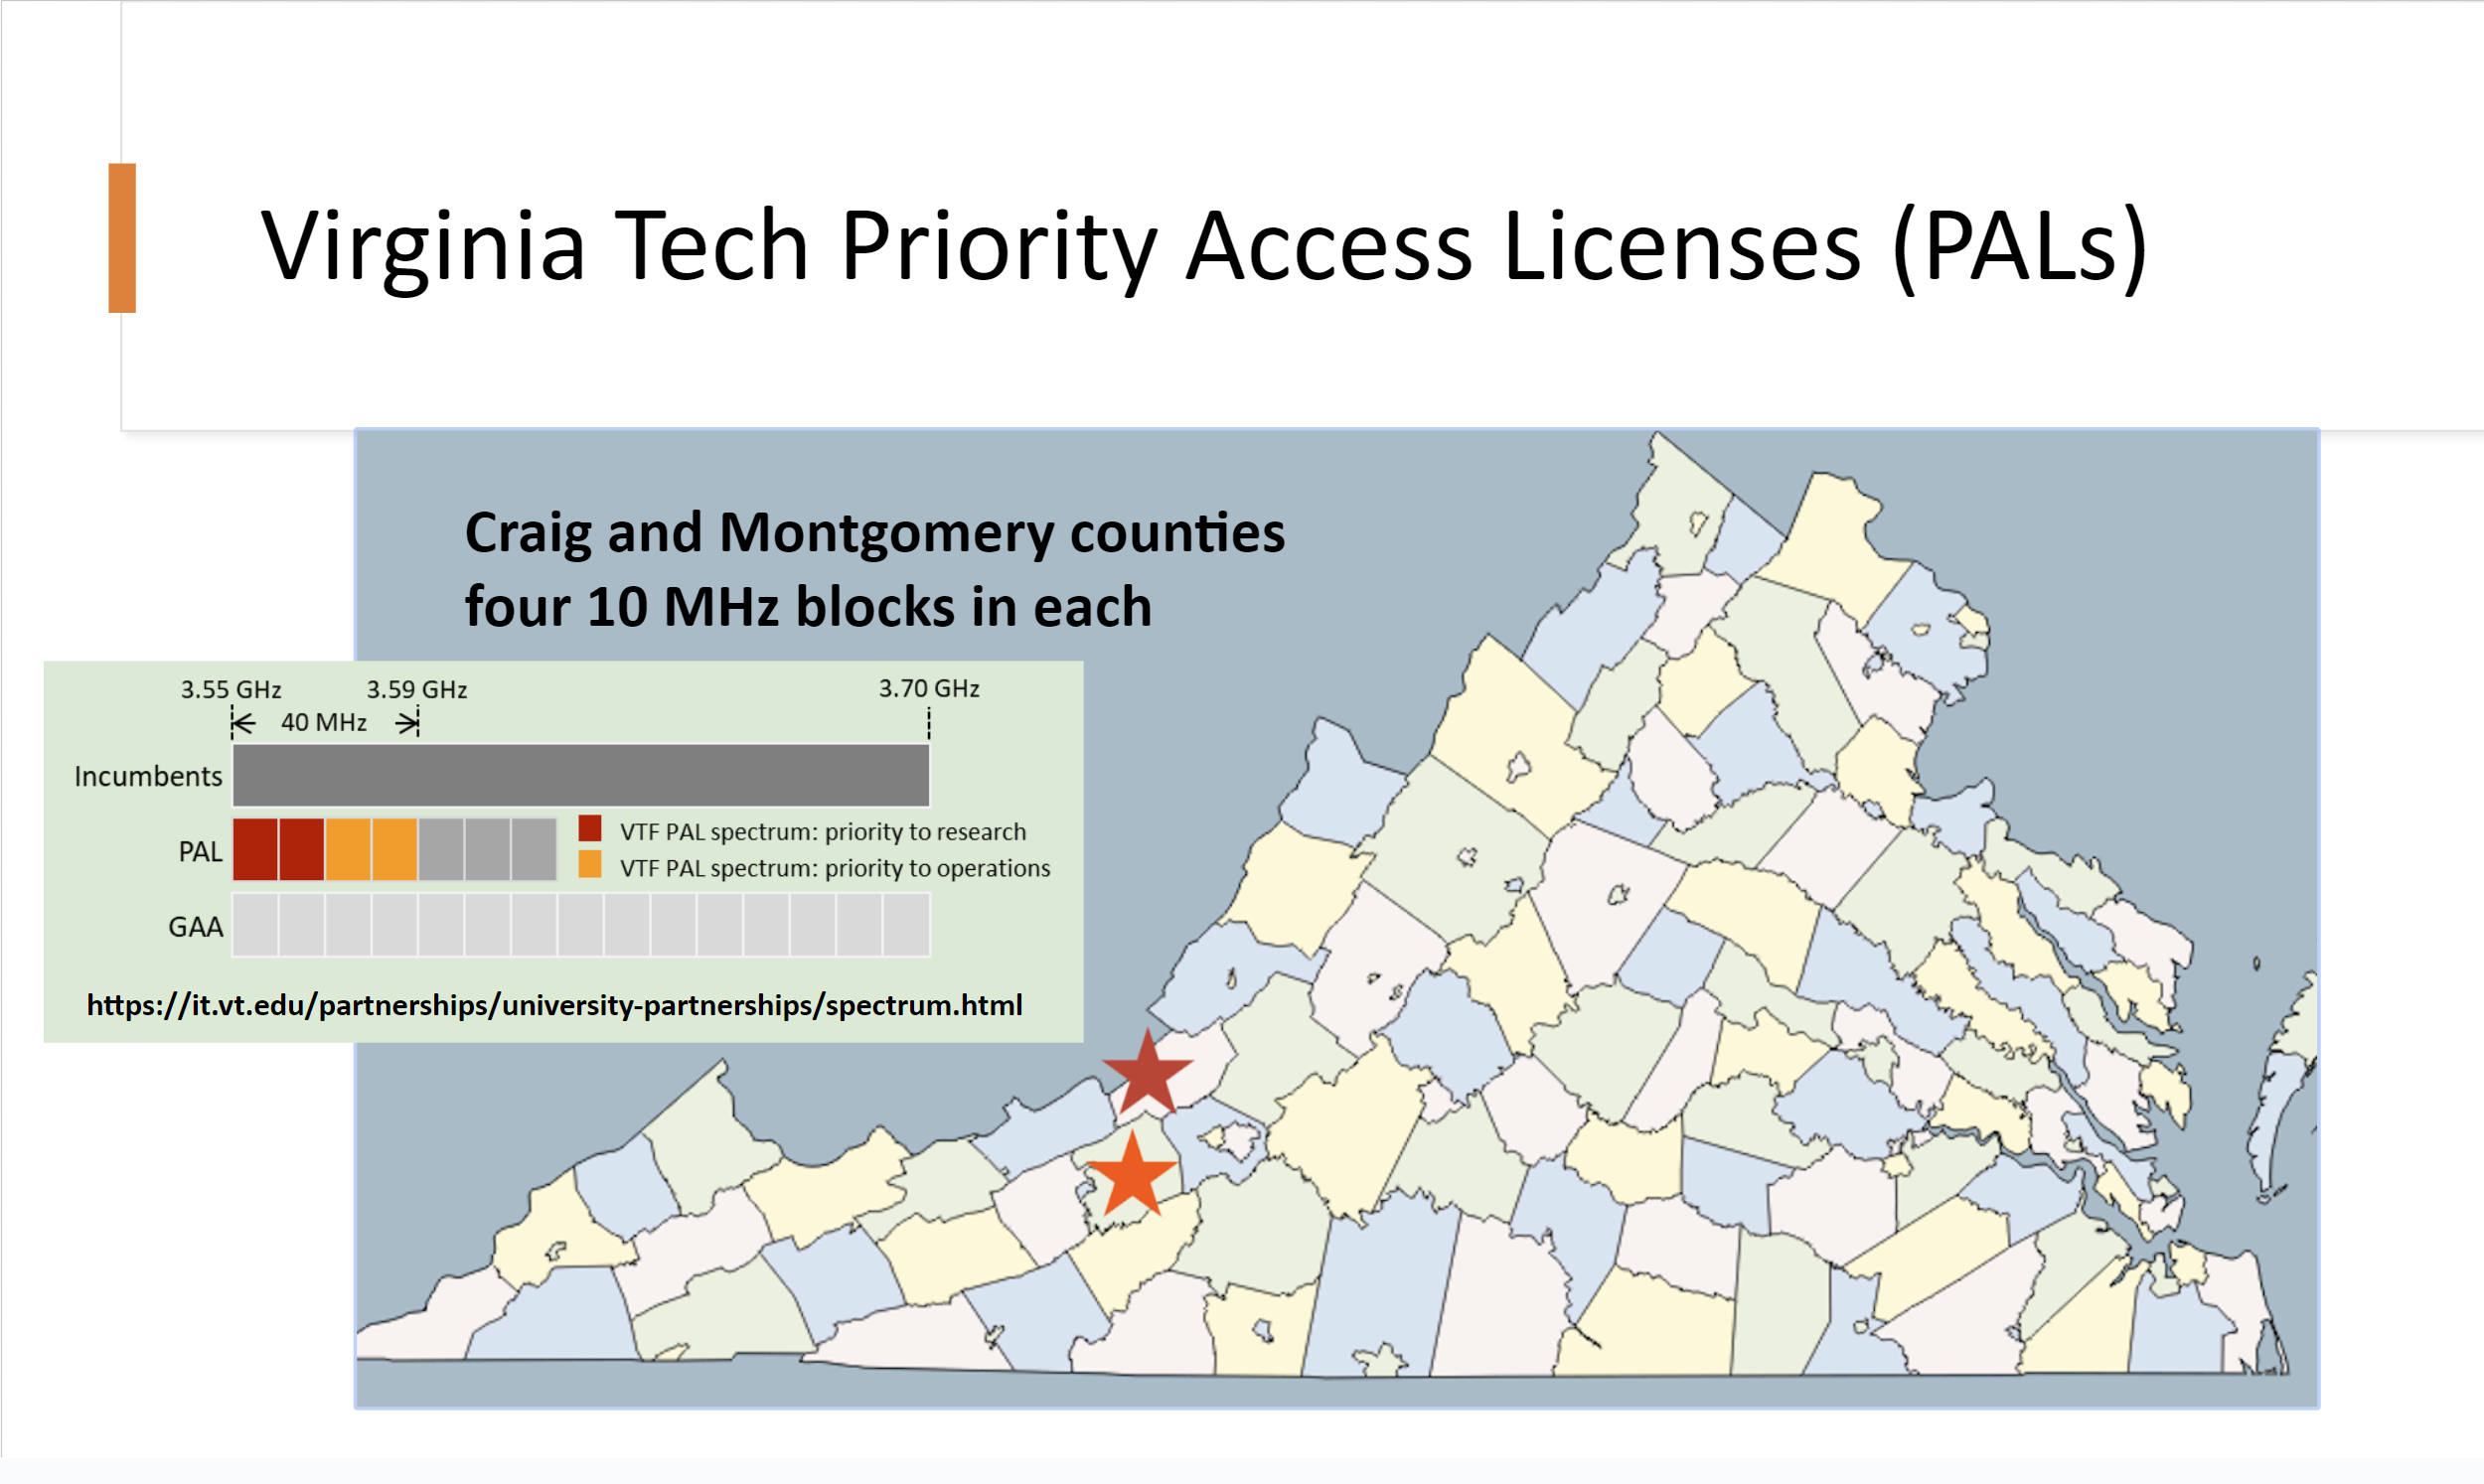 Virginia Tech Priority Access Licenses (PALs)
Craig and Montgomery counties
four 10 MHz blocks in each
3.55 GHz
3.59 GHz
3.70 GHz
40 MHz
Incumbents
PAL
VTF PAL spectrum: priority to research
VTF PAL spectrum: priority to operations
GAA
https://it.vt.edu/partnerships/university-partnerships/spectrum.html